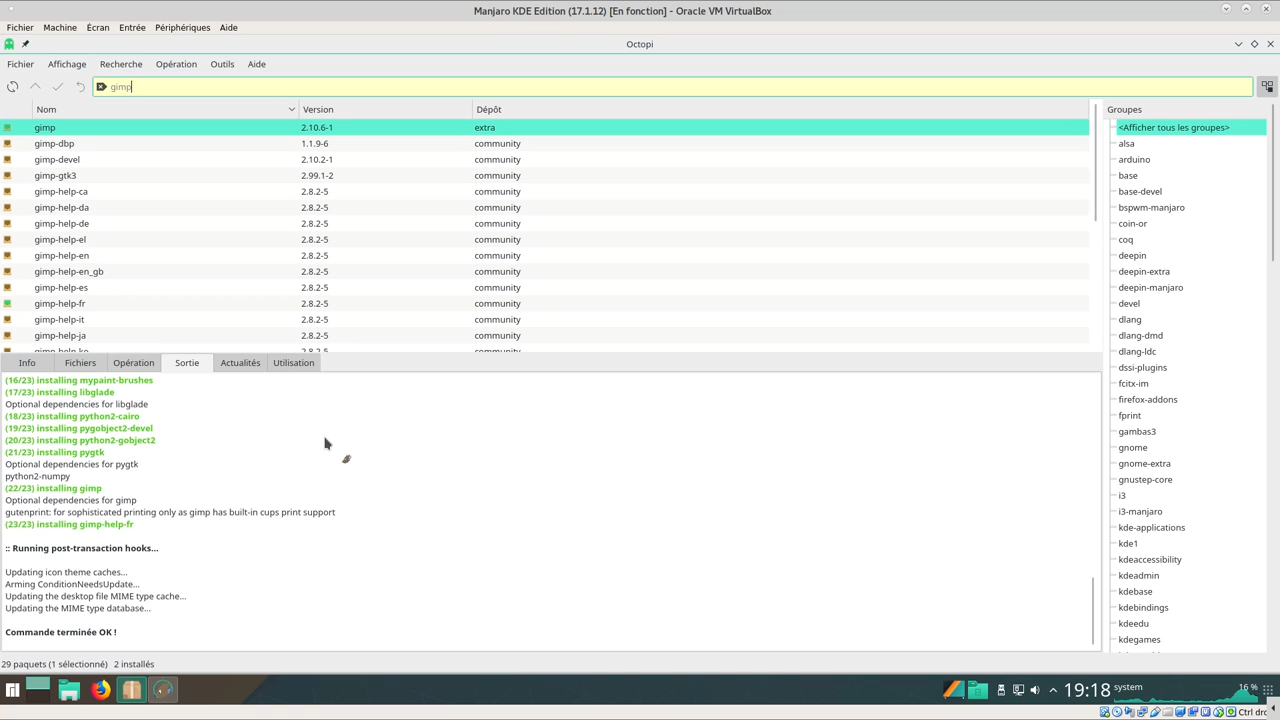 Manjaro KDE Edition (17.1.12) [En fonction] - Oracle VM VirtualBox
Fichier Machine Écran Entrée Périphériques Aide
Octopi
Fichier Affichage Recherche Opération Outils Aide
gimp
Nom Version Dépôt
gimp 2.10.6-1 extra
gimp-dbp 1.1.9-6 community
gimp-devel 2.10.2-1 community
gimp-gtk3 2.99.1-2 community
gimp-help-ca 2.8.2-5 community
gimp-help-da 2.8.2-5 community
gimp-help-de 2.8.2-5 community
gimp-help-el 2.8.2-5 community
gimp-help-en 2.8.2-5 community
gimp-help-en_gb 2.8.2-5 community
gimp-help-es 2.8.2-5 community
gimp-help-fr 2.8.2-5 community
gimp-help-it 2.8.2-5 community
gimp-help-ja 2.8.2-5 community
gimp-help-ko 2.8.2-5 community
Groupes
<Afficher tous les groupes>
alsa
arduino
base
base-devel
bspwm-manjaro
coin-or
coq
deepin
deepin-extra
deepin-manjaro
devel
dlang
dlang-dmd
dlang-ldc
dssi-plugins
fcitx-im
firefox-addons
fprint
gambas3
gnome
gnome-extra
gnustep-core
i3
i3-manjaro
kde-applications
kde1
kdeaccessibility
kdeadmin
kdebase
kdebindings
kdeedu
kdegames
Info Fichiers Opération Sortie Actualités Utilisation
(16/23) installing mypaint-brushes
(17/23) installing libglade
Optional dependencies for libglade
(18/23) installing python2-cairo
(19/23) installing pygobject2-devel
(20/23) installing python2-gobject2
(21/23) installing pygtk
Optional dependencies for pygtk
python2-numpy
(22/23) installing gimp
Optional dependencies for gimp
gutenprint: for sophisticated printing only as gimp has built-in cups print support
(23/23) installing gimp-help-fr
:: Running post-transaction hooks...
Updating icon theme caches...
Arming ConditionNeedsUpdate...
Updating the desktop file MIME type cache...
Updating the MIME type database...
Commande terminée OK !
29 paquets (1 sélectionné) 2 installés
19:18 system 16 %
Ctrl